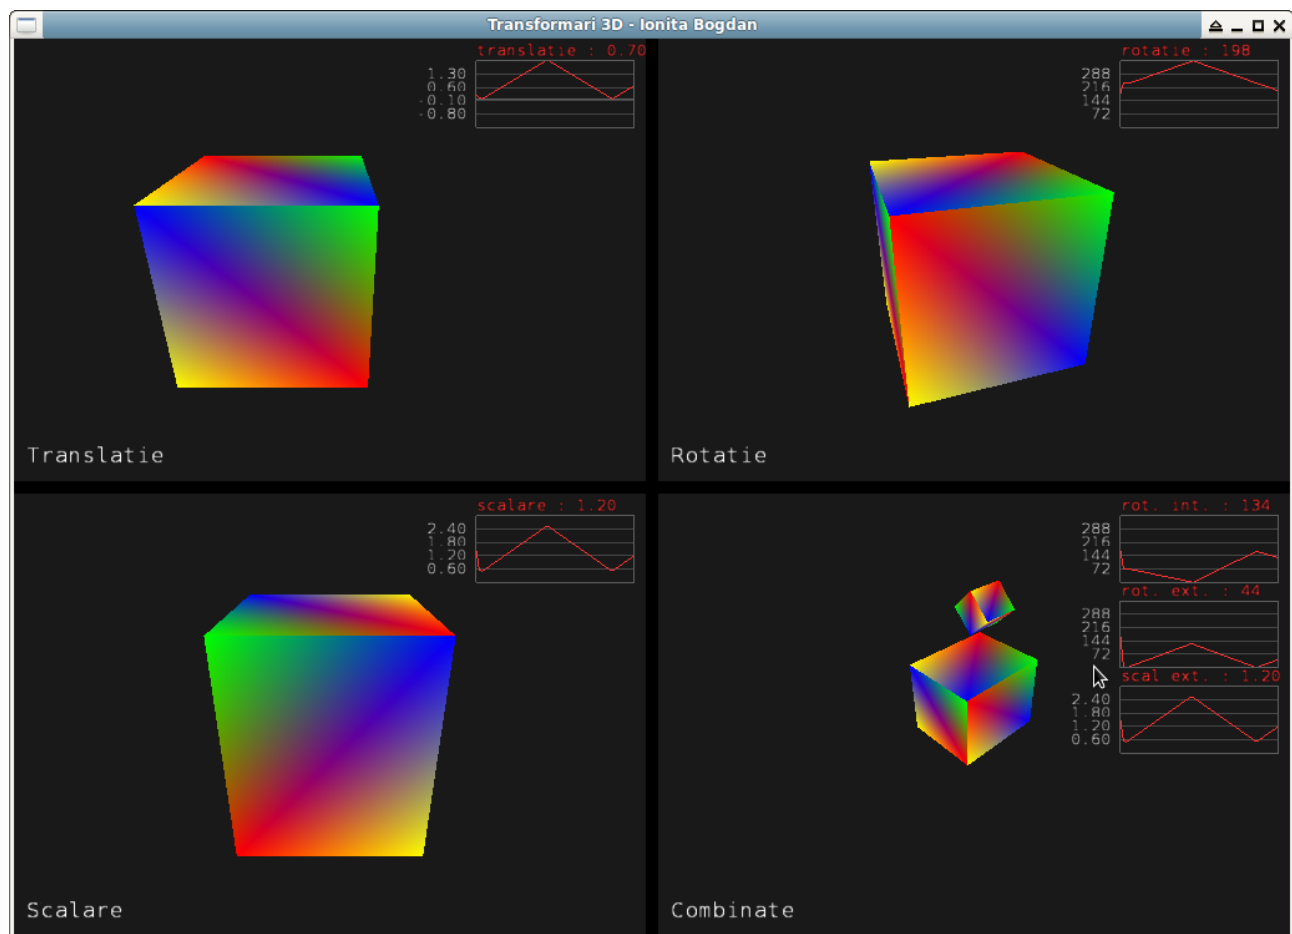 Transformari 3D - Ionita Bogdan
translatie : 0.70
1.30
0.60
-0.10
-0.80
Translatie
rotatie : 198
288
216
144
72
Rotatie
scalare : 1.20
2.40
1.80
1.20
0.60
Scalare
rot. int. : 134
288
216
144
72
rot. ext. : 44
288
216
144
72
scal ext. : 1.20
2.40
1.80
1.20
0.60
Combinate